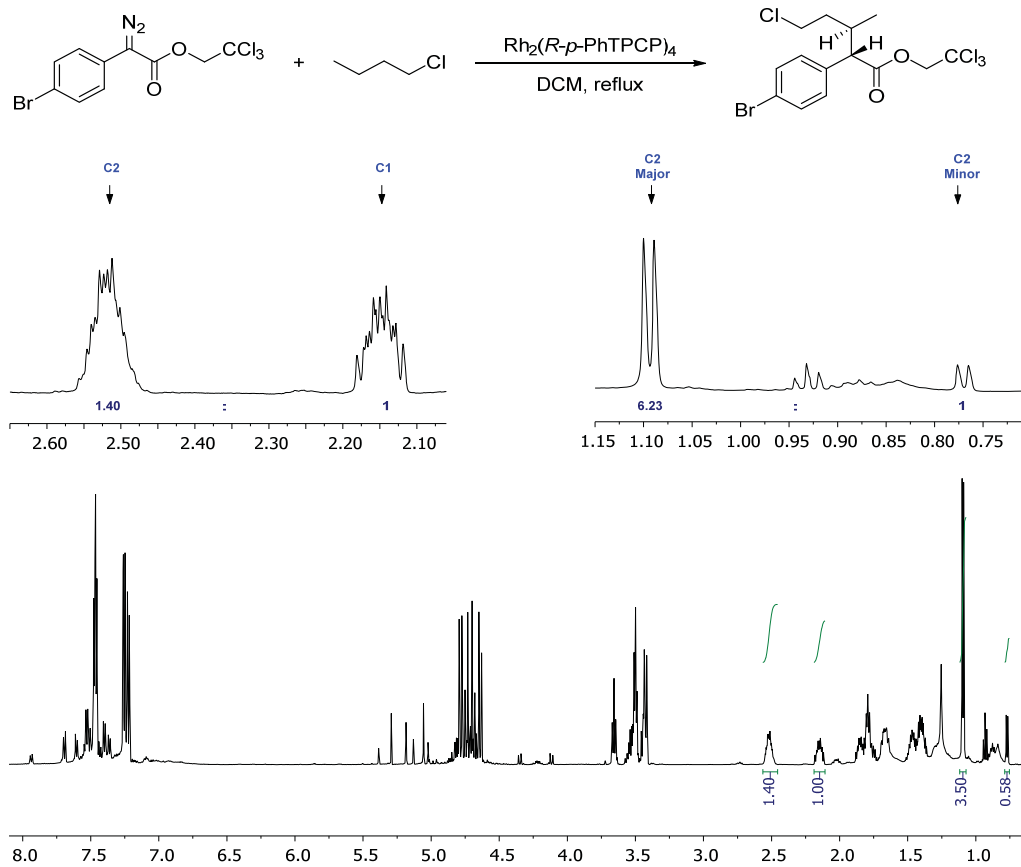 N2
O
CCl3
O
Br
+
Cl
Rh2(R-p-PhTPCP)4
DCM, reflux
Cl
H
H
O
CCl3
O
Br
C2
C1
C2
Major
C2
Minor
1.40 : 1
6.23 : 1
2.60 2.50 2.40 2.30 2.20 2.10
1.15 1.10 1.05 1.00 0.95 0.90 0.85 0.80 0.75
1.40
1.00
3.50
0.58
8.0 7.5 7.0 6.5 6.0 5.5 5.0 4.5 4.0 3.5 3.0 2.5 2.0 1.5 1.0